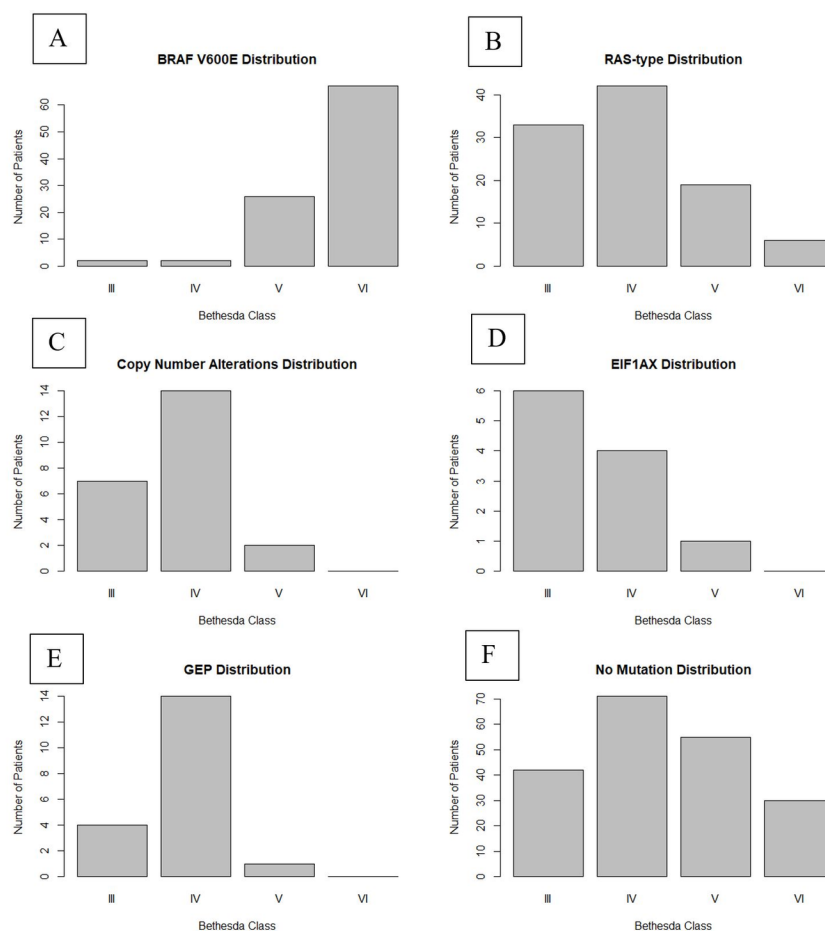 A
BRAF V600E Distribution
Number of Patients
60
50
40
30
20
10
0
III IV V VI
Bethesda Class
B
RAS-type Distribution
Number of Patients
40
30
20
10
0
III IV V VI
Bethesda Class
C
Copy Number Alterations Distribution
Number of Patients
14
12
10
8
6
4
2
0
III IV V VI
Bethesda Class
D
EIF1AX Distribution
Number of Patients
6
5
4
3
2
1
0
III IV V VI
Bethesda Class
E
GEP Distribution
Number of Patients
14
12
10
8
6
4
2
0
III IV V VI
Bethesda Class
F
No Mutation Distribution
Number of Patients
70
60
50
40
30
20
10
0
III IV V VI
Bethesda Class